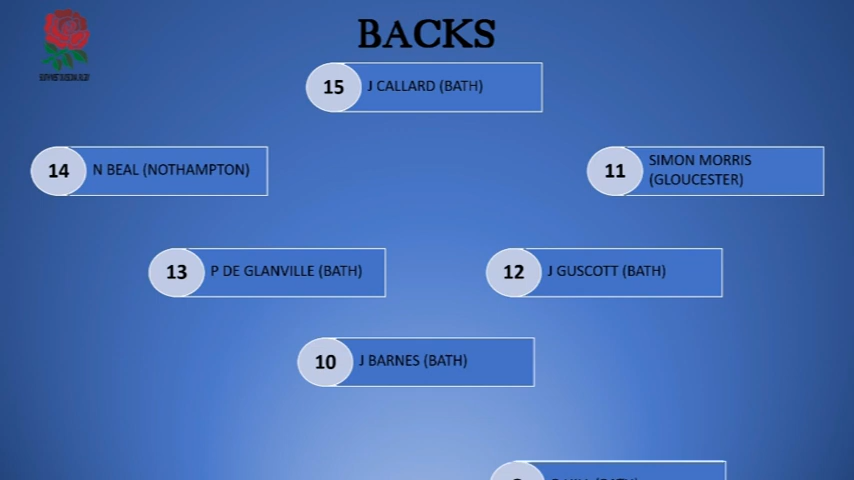 BACKS
15 J CALLARD (BATH)
14 N BEAL (NOTHAMPTON)
11 SIMON MORRIS
(GLOUCESTER)
13 P DE GLANVILLE (BATH)
12 J GUSCOTT (BATH)
10 J BARNES (BATH)